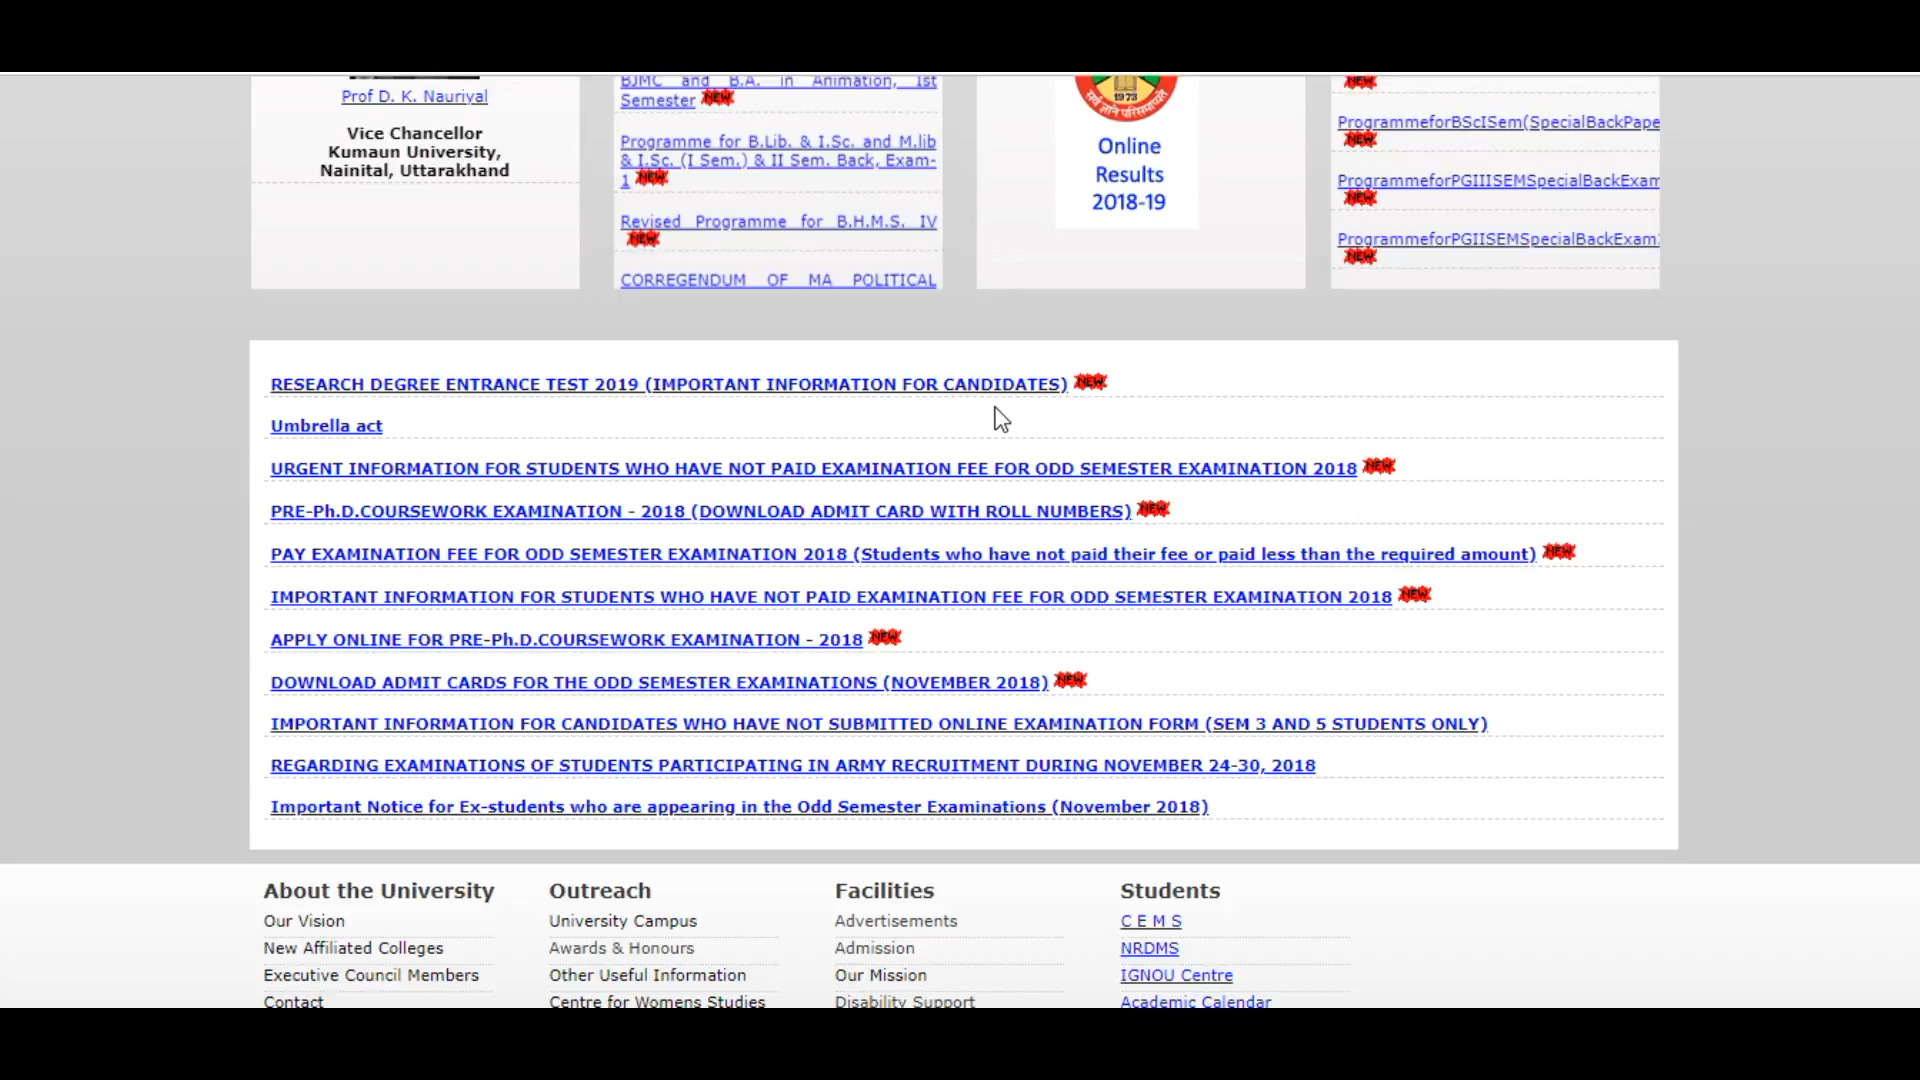 Prof D. K. Nauriyal
Vice Chancellor
Kumaun University,
Nainital, Uttarakhand
BJMC and B.A. in Animation, Ist
Semester NEW
Programme for B.Lib. & I.Sc. and M.lib
& I.Sc. (I Sem.) & II Sem. Back, Exam-
1 NEW
Revised Programme for B.H.M.S. IV
NEW
CORREGENDUM OF MA POLITICAL
1973
सर्व ज्ञाने परिसमाप्यते
Online
Results
2018-19
NEW
ProgrammeforBScISem(SpecialBackPape
NEW
ProgrammeforPGIIISEMSpecialBackExam
NEW
ProgrammeforPGIISEMSpecialBackExam
NEW
RESEARCH DEGREE ENTRANCE TEST 2019 (IMPORTANT INFORMATION FOR CANDIDATES) NEW
Umbrella act
URGENT INFORMATION FOR STUDENTS WHO HAVE NOT PAID EXAMINATION FEE FOR ODD SEMESTER EXAMINATION 2018 NEW
PRE-Ph.D.COURSEWORK EXAMINATION - 2018 (DOWNLOAD ADMIT CARD WITH ROLL NUMBERS) NEW
PAY EXAMINATION FEE FOR ODD SEMESTER EXAMINATION 2018 (Students who have not paid their fee or paid less than the required amount) NEW
IMPORTANT INFORMATION FOR STUDENTS WHO HAVE NOT PAID EXAMINATION FEE FOR ODD SEMESTER EXAMINATION 2018 NEW
APPLY ONLINE FOR PRE-Ph.D.COURSEWORK EXAMINATION - 2018 NEW
DOWNLOAD ADMIT CARDS FOR THE ODD SEMESTER EXAMINATIONS (NOVEMBER 2018) NEW
IMPORTANT INFORMATION FOR CANDIDATES WHO HAVE NOT SUBMITTED ONLINE EXAMINATION FORM (SEM 3 AND 5 STUDENTS ONLY)
REGARDING EXAMINATIONS OF STUDENTS PARTICIPATING IN ARMY RECRUITMENT DURING NOVEMBER 24-30, 2018
Important Notice for Ex-students who are appearing in the Odd Semester Examinations (November 2018)
About the University
Our Vision
New Affiliated Colleges
Executive Council Members
Contact
Outreach
University Campus
Awards & Honours
Other Useful Information
Centre for Womens Studies
Facilities
Advertisements
Admission
Our Mission
Disability Support
Students
C E M S
NRDMS
IGNOU Centre
Academic Calendar